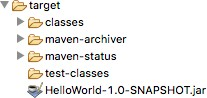 target
classes
maven-archiver
maven-status
test-classes
HelloWorld-1.0-SNAPSHOT.jar